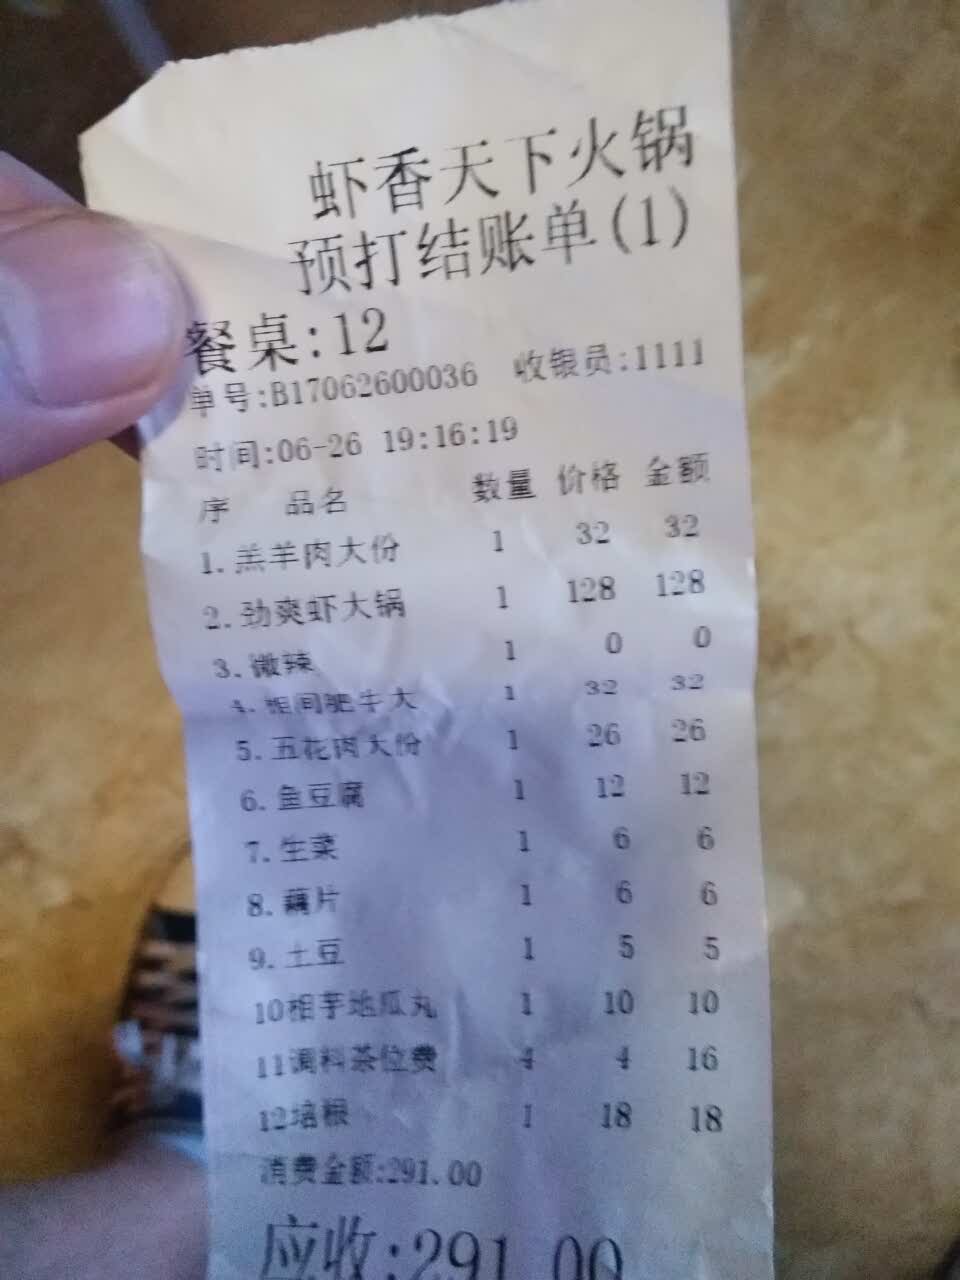 虾香天下火锅
预打结账单(1)
餐桌:12
单号:B17062600036 收银员:1111
时间:06-26 19:16:19
序 品名 数量 价格 金额
1.羔羊肉大份 1 32 32
2.劲爽虾大锅 1 128 128
3.微辣 1 0 0
4.相间肥牛大 1 32 32
5.五花肉大份 1 26 26
6.鱼豆腐 1 12 12
7.生菜 1 6 6
8.藕片 1 6 6
9.土豆 1 5 5
10相芋地瓜丸 1 10 10
11调料茶位费 4 4 16
12培根 1 18 18
消费金额:291.00
应收:291.00